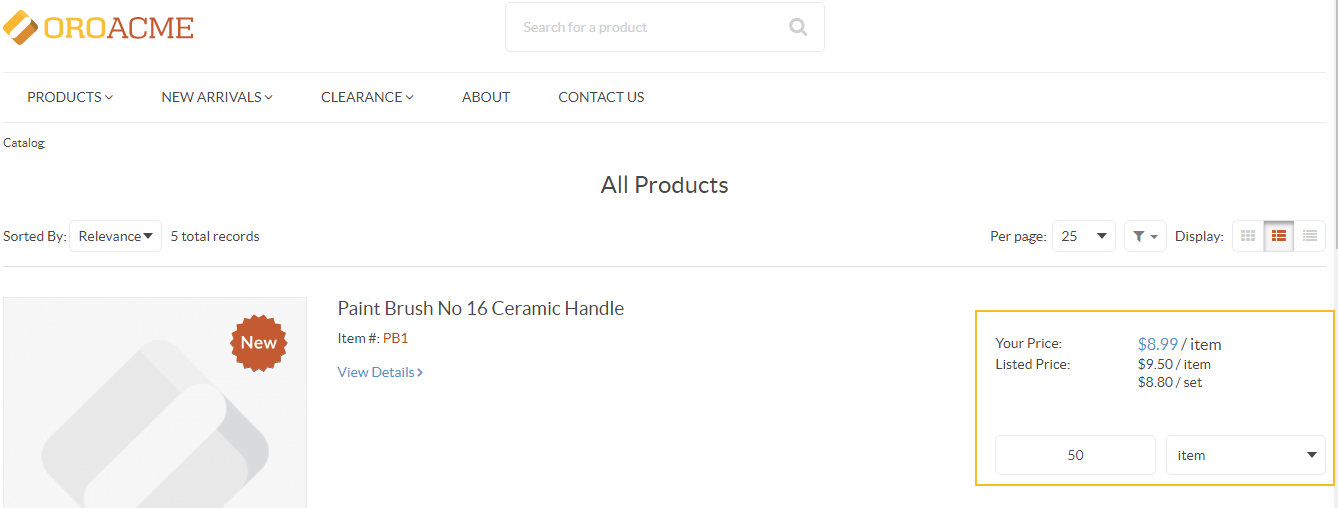 OROACME
Search for a product
PRODUCTS NEW ARRIVALS CLEARANCE ABOUT CONTACT US
Catalog
All Products
Sorted By: Relevance 5 total records Per page: 25 Display:
New
Paint Brush No 16 Ceramic Handle
Item #: PB1
View Details
Your Price: $8.99 / item
Listed Price: $9.50 / item
$8.80 / set
50 item